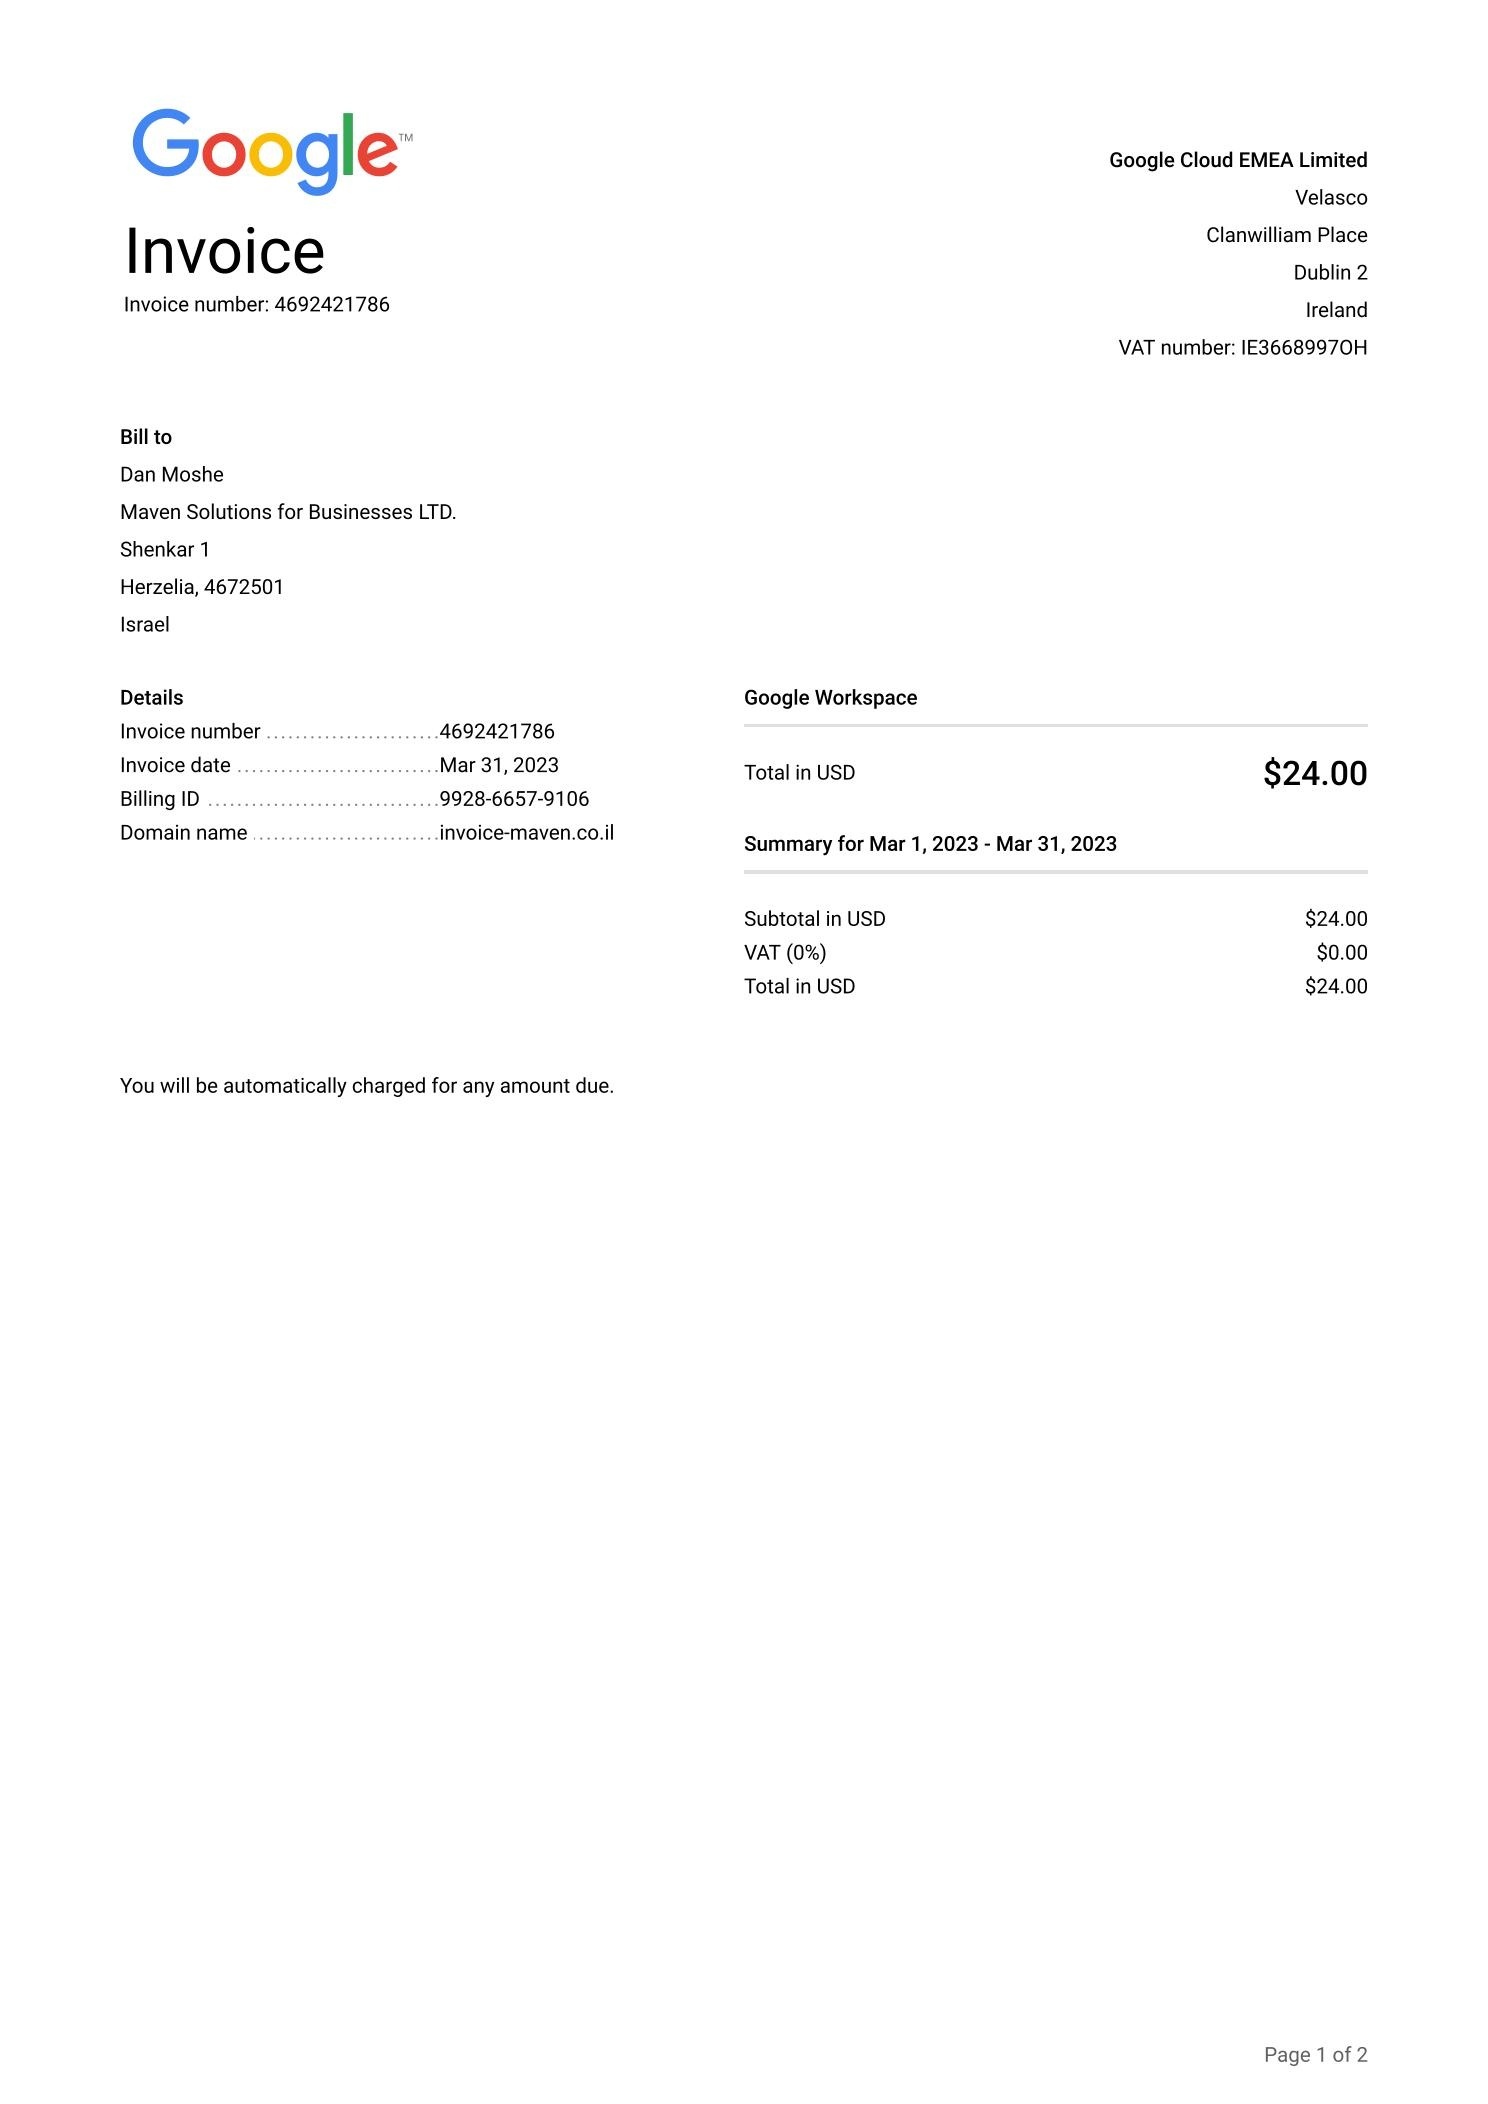 Google™
Invoice
Invoice number: 4692421786
Google Cloud EMEA Limited
Velasco
Clanwilliam Place
Dublin 2
Ireland
VAT number: IE3668997OH
Bill to
Dan Moshe
Maven Solutions for Businesses LTD.
Shenkar 1
Herzelia, 4672501
Israel
Details
Invoice number ........................4692421786
Invoice date ............................Mar 31, 2023
Billing ID ................................9928-6657-9106
Domain name .........................invoice-maven.co.il
Google Workspace
Total in USD $24.00
Summary for Mar 1, 2023 - Mar 31, 2023
Subtotal in USD $24.00
VAT (0%) $0.00
Total in USD $24.00
You will be automatically charged for any amount due.
Page 1 of 2